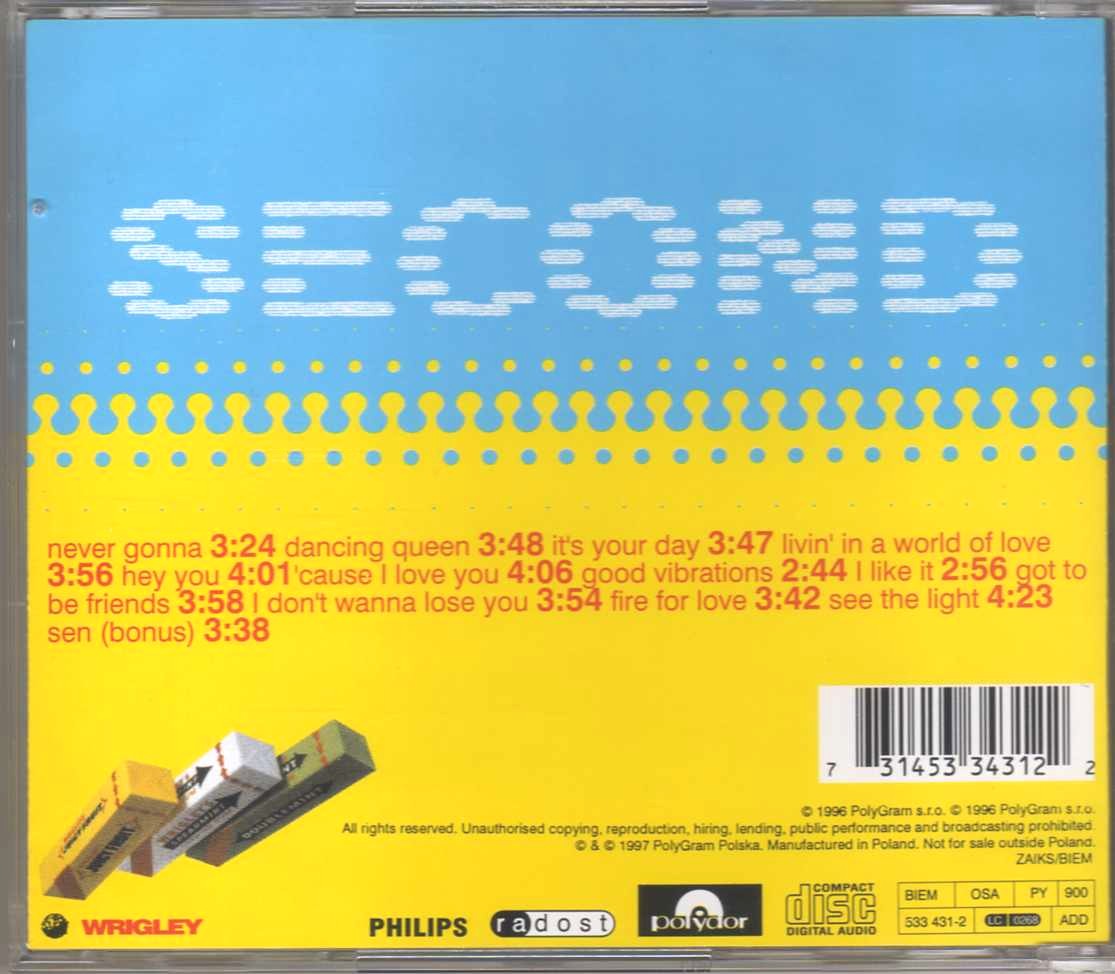 SECOND
never gonna 3:24 dancing queen 3:48 it's your day 3:47 livin' in a world of love
3:56 hey you 4:01 'cause I love you 4:06 good vibrations 2:44 I like it 2:56 got to
be friends 3:58 I don't wanna lose you 3:54 fire for love 3:42 see the light 4:23
sen (bonus) 3:38
JUICY FRUIT
SPEARMINT
DOUBLEMINT
7 31453 34312 2
© 1996 PolyGram s.r.o. © 1996 PolyGram s.r.o.
All rights reserved. Unauthorised copying, reproduction, hiring, lending, public performance and broadcasting prohibited.
© & © 1997 PolyGram Polska. Manufactured in Poland. Not for sale outside Poland.
ZAIKS/BIEM
WRIGLEY
PHILIPS
radost
polydor
COMPACT
disc
DIGITAL AUDIO
BIEM OSA PY 900
533 431-2 LC 0268 ADD